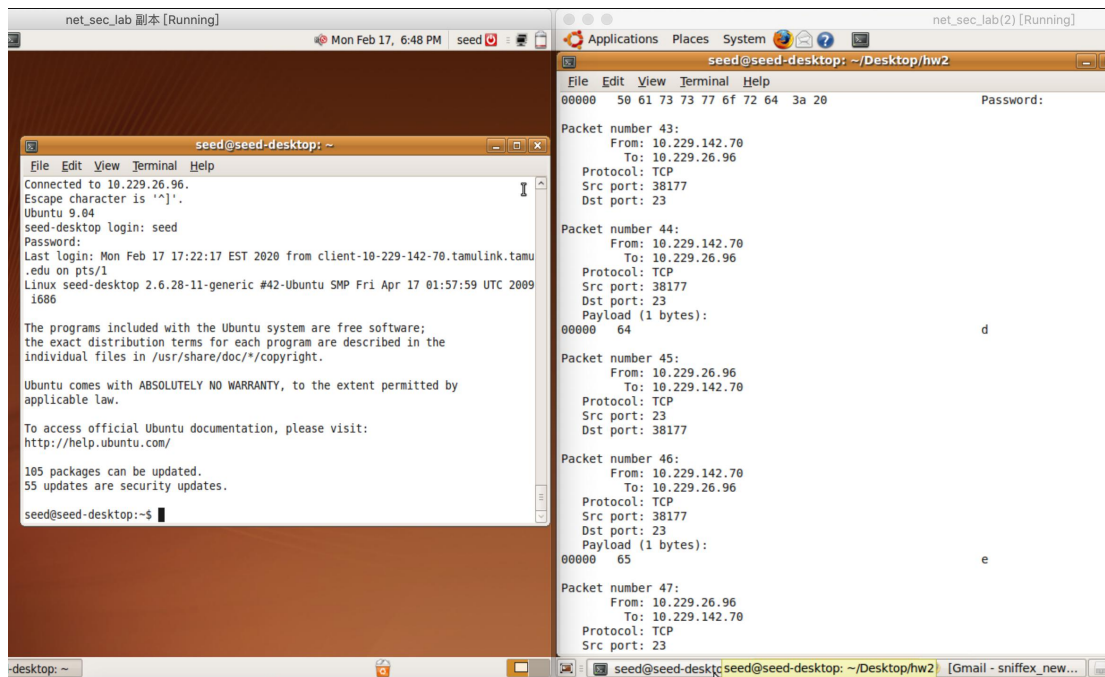 net_sec_lab 副本 [Running]
Mon Feb 17, 6:48 PM seed
seed@seed-desktop: ~
File Edit View Terminal Help
Connected to 10.229.26.96.
Escape character is '^]'.
Ubuntu 9.04
seed-desktop login: seed
Password:
Last login: Mon Feb 17 17:22:17 EST 2020 from client-10-229-142-70.tamulink.tamu
.edu on pts/1
Linux seed-desktop 2.6.28-11-generic #42-Ubuntu SMP Fri Apr 17 01:57:59 UTC 2009
i686
The programs included with the Ubuntu system are free software;
the exact distribution terms for each program are described in the
individual files in /usr/share/doc/*/copyright.
Ubuntu comes with ABSOLUTELY NO WARRANTY, to the extent permitted by
applicable law.
To access official Ubuntu documentation, please visit:
http://help.ubuntu.com/
105 packages can be updated.
55 updates are security updates.
seed@seed-desktop:~$
-desktop: ~
net_sec_lab(2) [Running]
Applications Places System
seed@seed-desktop: ~/Desktop/hw2
File Edit View Terminal Help
00000 50 61 73 73 77 6f 72 64 3a 20 Password:
Packet number 43:
From: 10.229.142.70
To: 10.229.26.96
Protocol: TCP
Src port: 38177
Dst port: 23
Packet number 44:
From: 10.229.142.70
To: 10.229.26.96
Protocol: TCP
Src port: 38177
Dst port: 23
Payload (1 bytes):
00000 64 d
Packet number 45:
From: 10.229.26.96
To: 10.229.142.70
Protocol: TCP
Src port: 23
Dst port: 38177
Packet number 46:
From: 10.229.142.70
To: 10.229.26.96
Protocol: TCP
Src port: 38177
Dst port: 23
Payload (1 bytes):
00000 65 e
Packet number 47:
From: 10.229.26.96
To: 10.229.142.70
Protocol: TCP
Src port: 23
seed@seed-deskto seed@seed-desktop: ~/Desktop/hw2 [Gmail - sniffex_new...